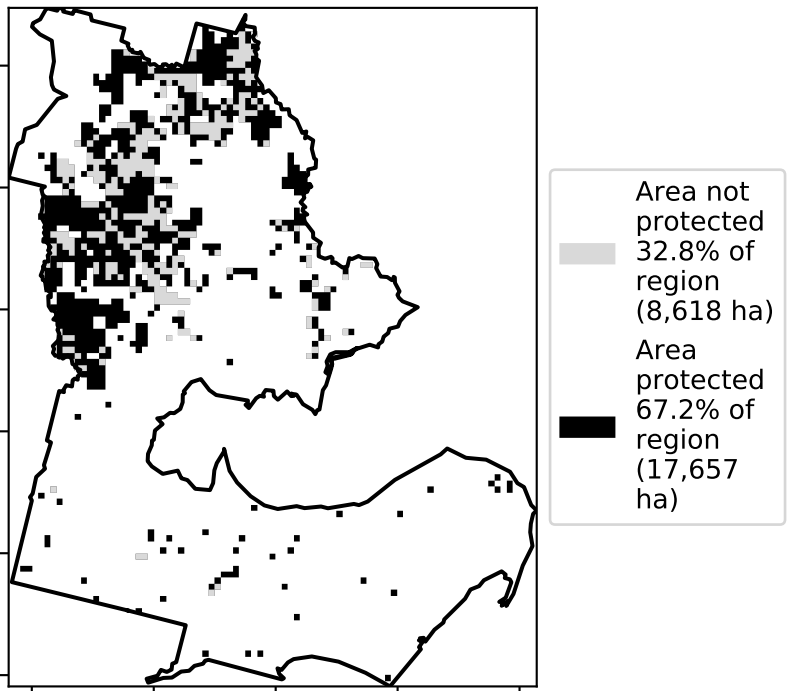 Area not
protected
32.8% of
region
(8,618 ha)
Area
protected
67.2% of
region
(17,657
ha)